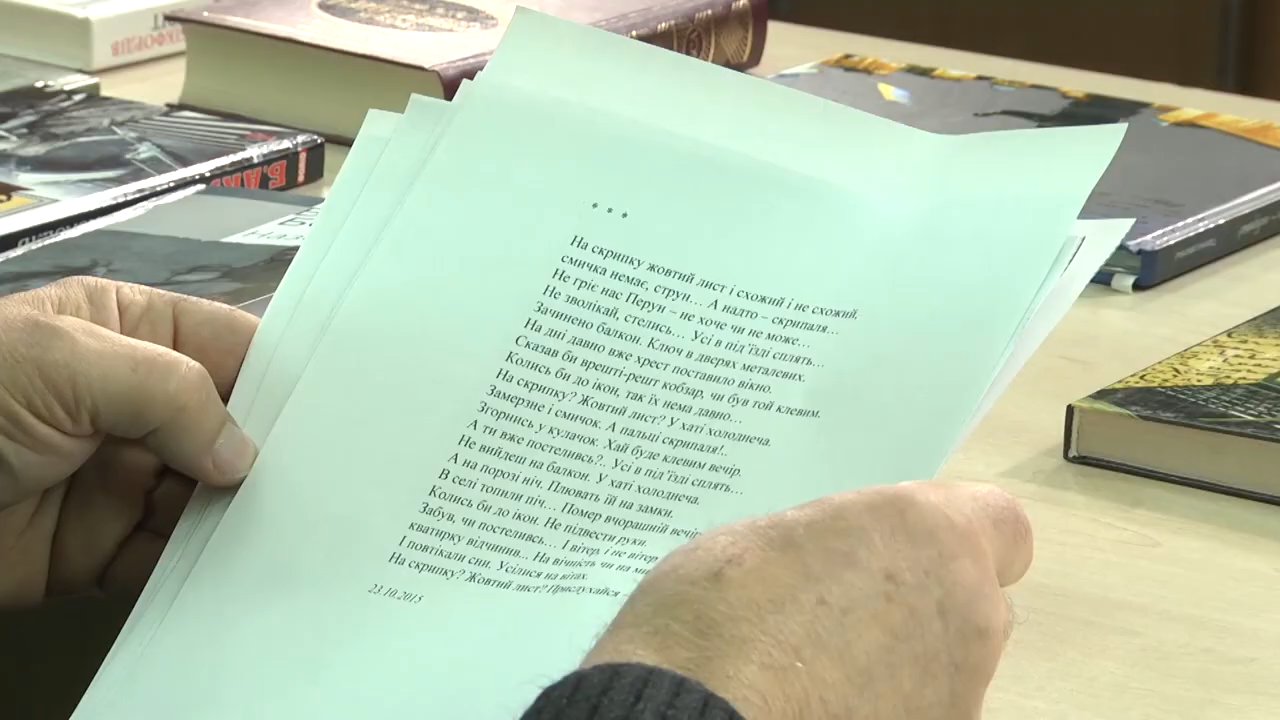 * * *
На скрипку жовтий лист і схожий і не схожий,
смичка немає, струн… А надто – скрипаля…
Не гріє нас Перун – не хоче чи не може…
Не зволікай, стелись… Усі в під'їзді сплять…
Зачинено балкон. Ключ в дверях металевих.
На дні давно вже хрест поставило вікно.
Сказав би врешті-решт кобзар, чи був той клевим.
Колись би до ікон, так їх нема давно…
На скрипку? Жовтий лист? У хаті холоднеча.
Замерзне і смичок. А пальці скрипаля!..
Згорнись у кулачок. Хай буде клевим вечір.
А ти вже постеливсь?.. Усі в під'їзді сплять…
Не вийдеш на балкон. У хаті холоднеча.
А на порозі ніч. Плювать їй на замки.
В селі топили піч… Помер вчорашній вечір
Колись би до ікон. Не підвести руки.
Забув, чи постеливсь… І вітер, і не вітер
кватирку відчинив... На вічність чи на
І повтікали сни. Усілися на вітах.
На скрипку? Жовтий лист? Прислухайся –
23.10.2015